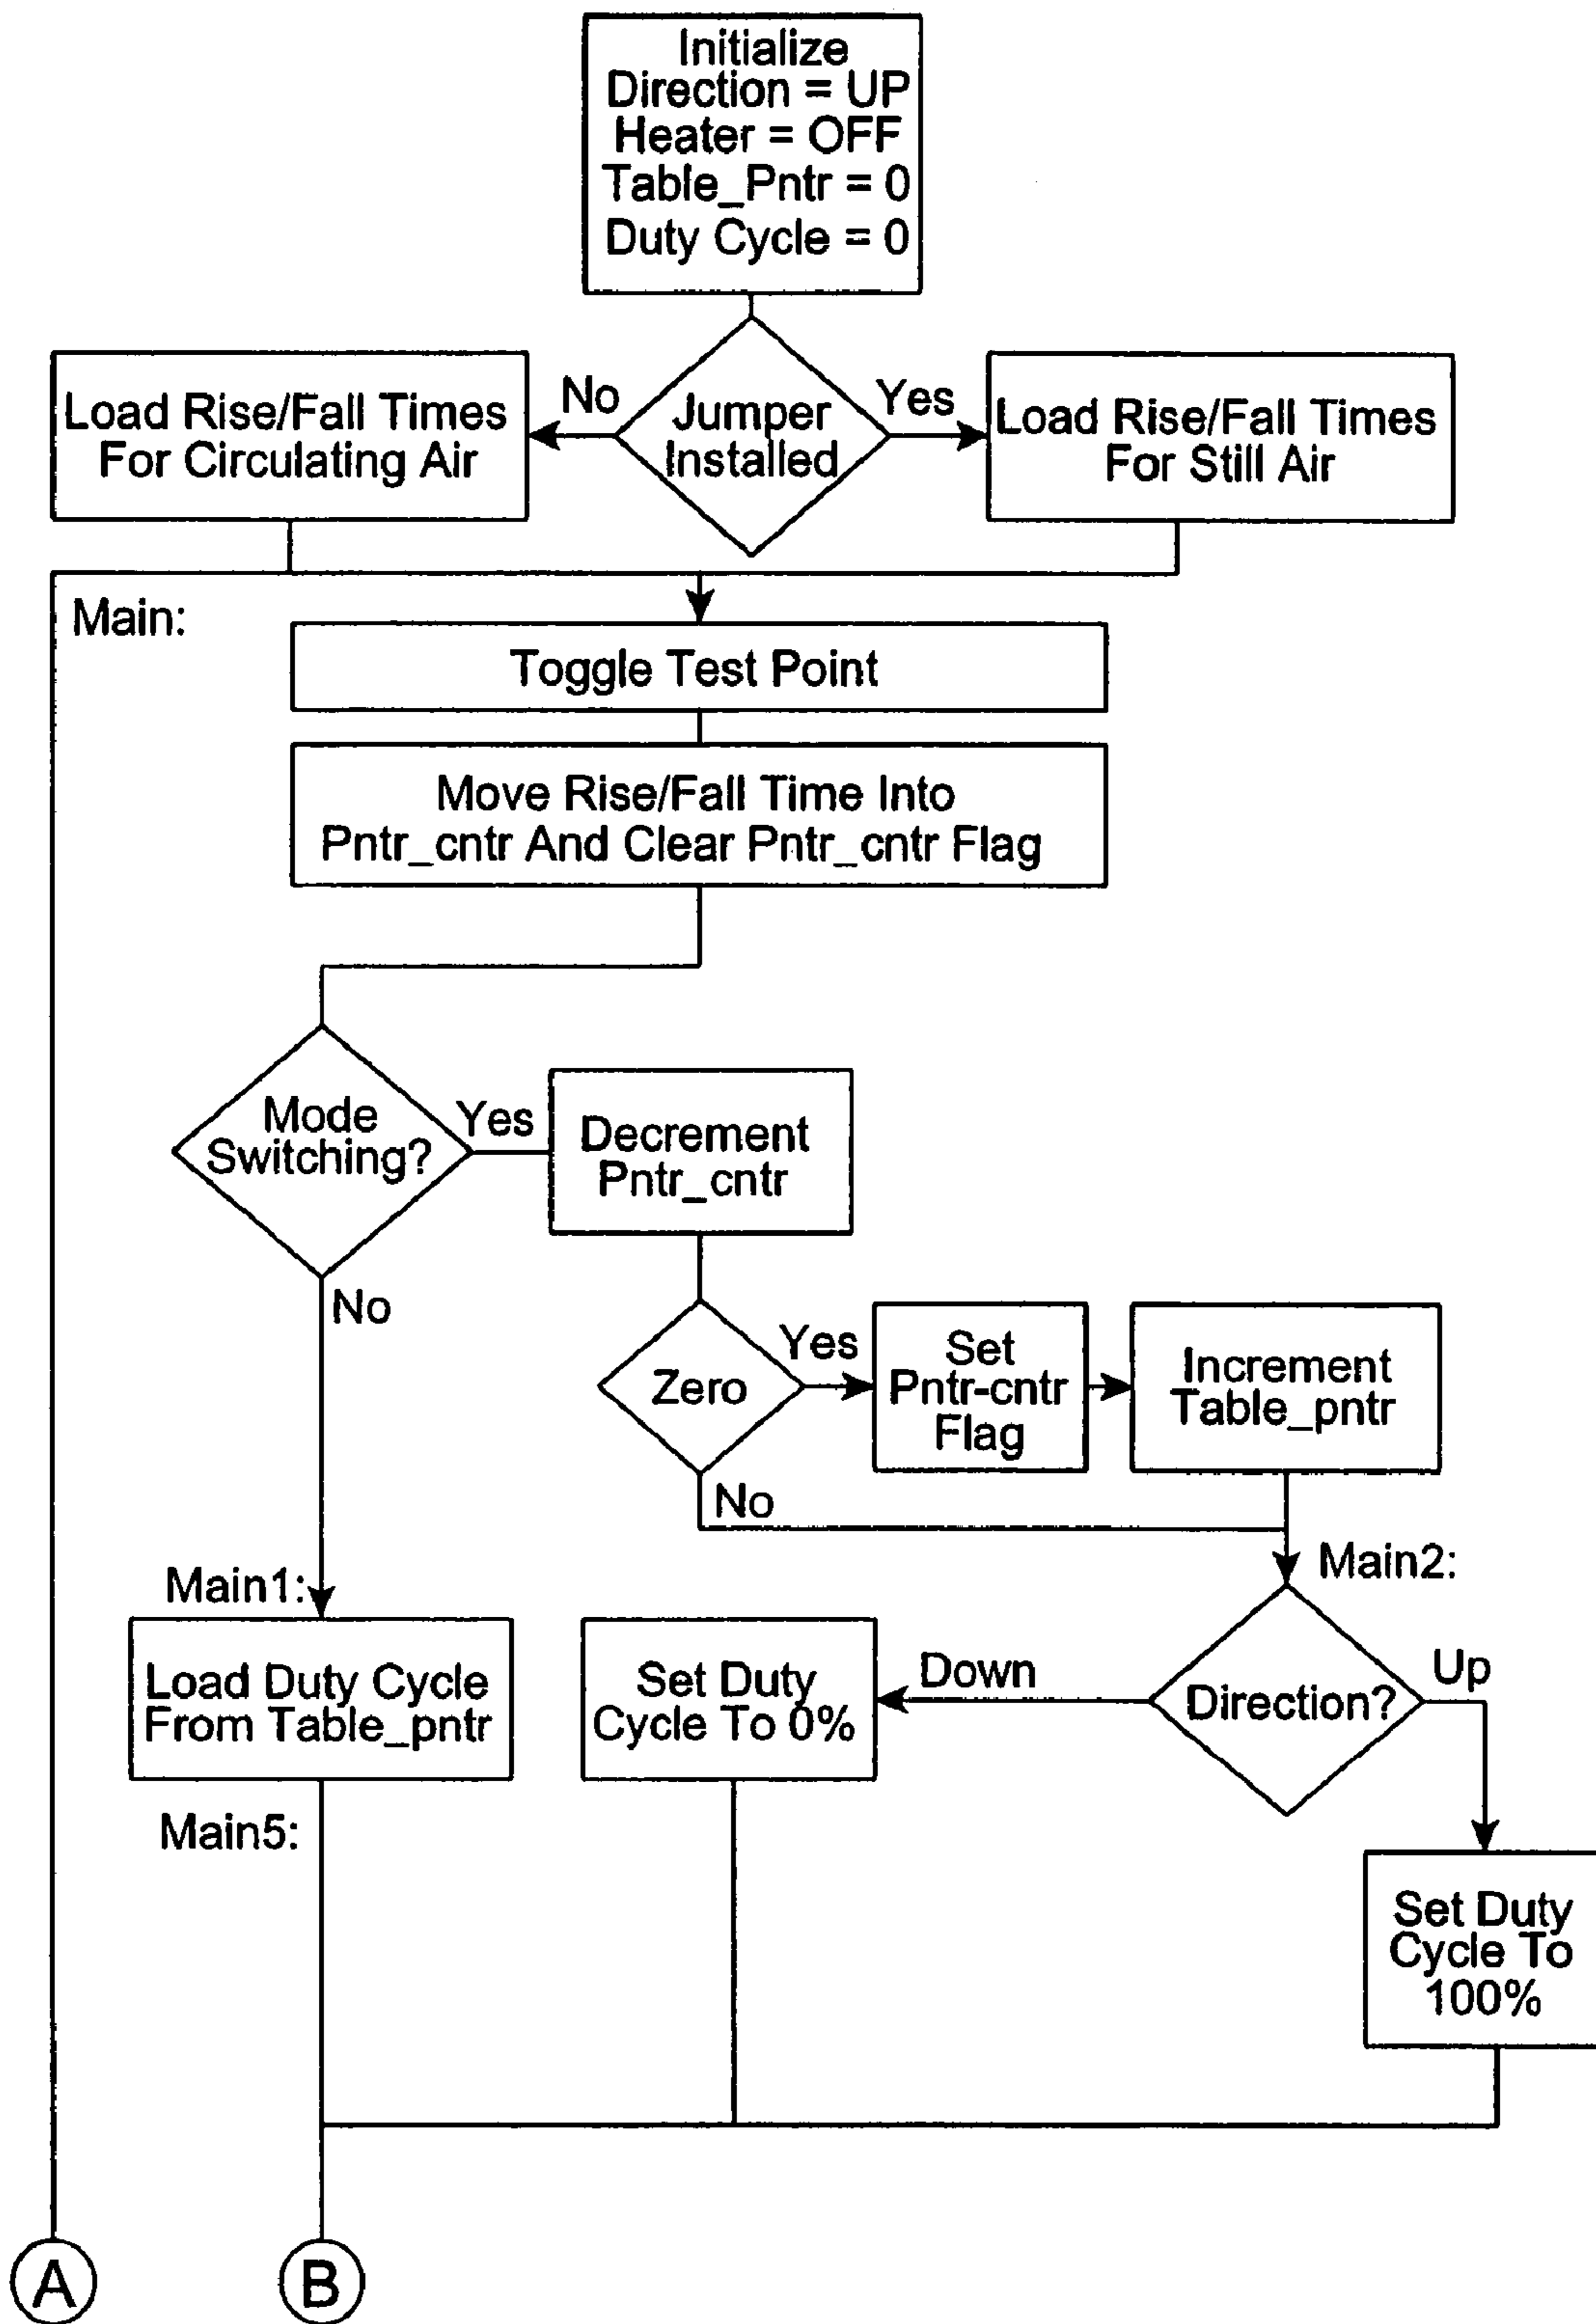 Initialize
Direction = UP
Heater = OFF
Table_Pntr = 0
Duty Cycle = 0
Load Rise/Fall Times
For Circulating Air
No
Jumper
Installed
Yes
Load Rise/Fall Times
For Still Air
Main:
Toggle Test Point
Move Rise/Fall Time Into
Pntr_cntr And Clear Pntr_cntr Flag
Mode
Switching?
Yes
Decrement
Pntr_cntr
No
Zero
Yes
Set
Pntr-cntr
Flag
Increment
Table_pntr
No
Main2:
Main1:
Load Duty Cycle
From Table_pntr
Set Duty
Cycle To 0%
Down
Direction?
Up
Main5:
Set Duty
Cycle To
100%
A
B